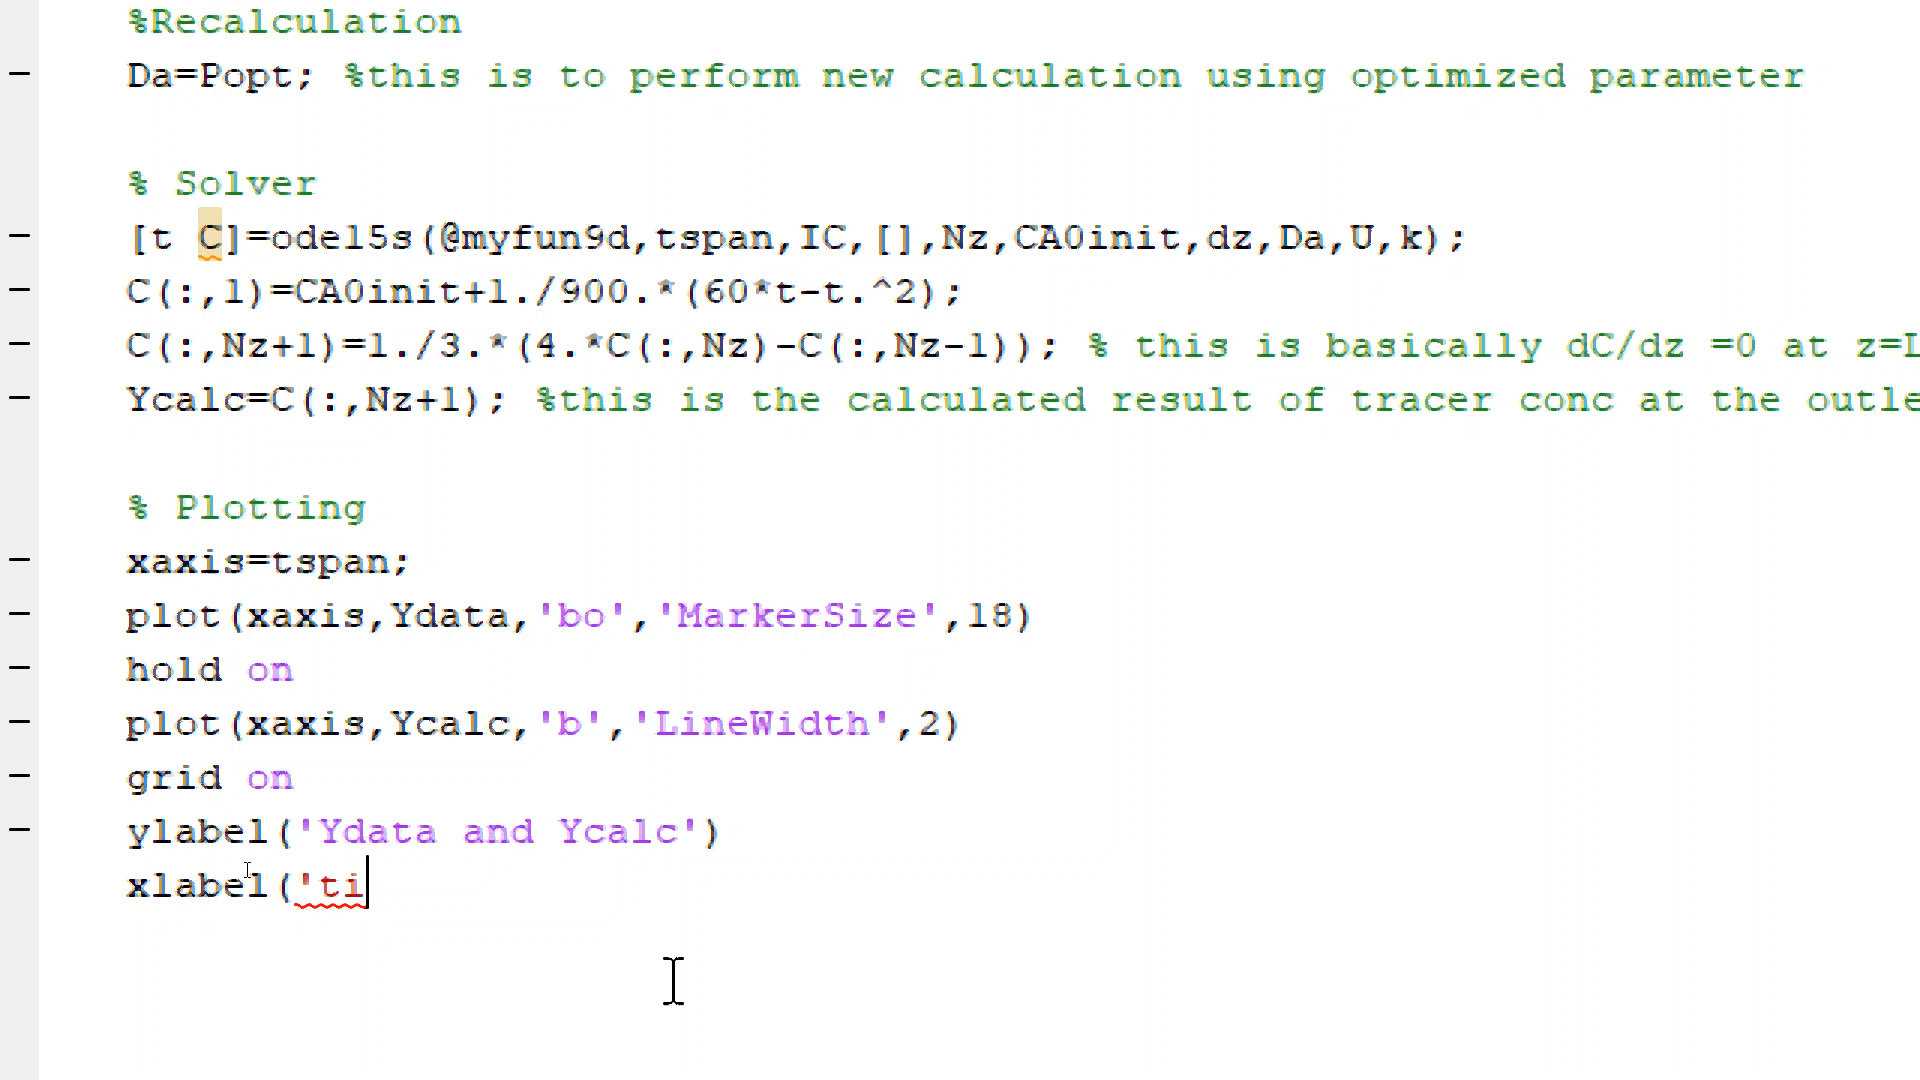 %Recalculation
Da=Popt; %this is to perform new calculation using optimized parameter
% Solver
[t C]=ode15s(@myfun9d,tspan,IC,[],Nz,CA0init,dz,Da,U,k);
C(:,1)=CA0init+1./900.*(60*t-t.^2);
C(:,Nz+1)=1./3.*(4.*C(:,Nz)-C(:,Nz-1)); % this is basically dC/dz =0 at z=L
Ycalc=C(:,Nz+1); %this is the calculated result of tracer conc at the outle
% Plotting
xaxis=tspan;
plot(xaxis,Ydata,'bo','MarkerSize',18)
hold on
plot(xaxis,Ycalc,'b','LineWidth',2)
grid on
ylabel('Ydata and Ycalc')
xlabel('ti